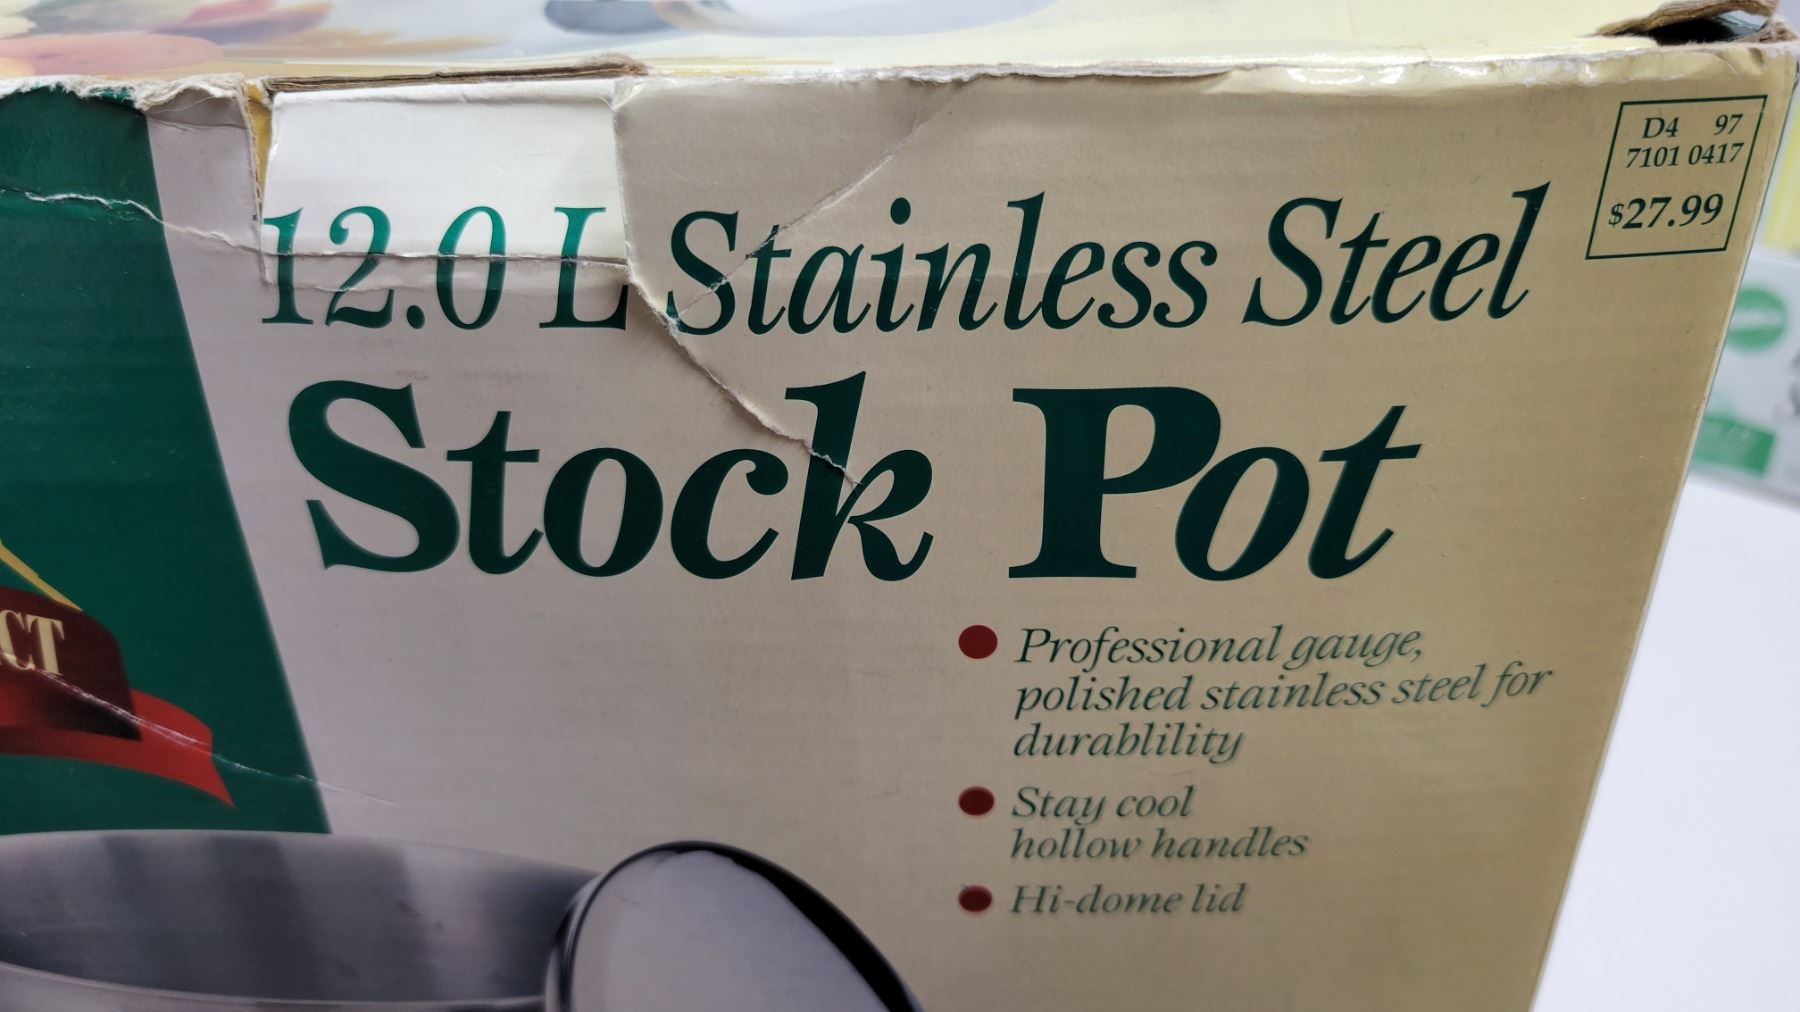 D4 97
7101 0417
$27.99
12.0 L Stainless Steel
Stock Pot
CT
Professional gauge,
polished stainless steel for
durablility
Stay cool
hollow handles
Hi-dome lid